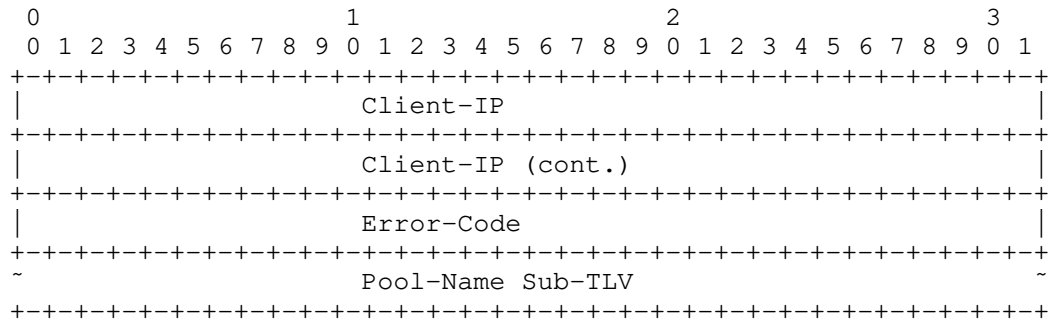 0                   1                   2                   3
 0 1 2 3 4 5 6 7 8 9 0 1 2 3 4 5 6 7 8 9 0 1 2 3 4 5 6 7 8 9 0 1
+-+-+-+-+-+-+-+-+-+-+-+-+-+-+-+-+-+-+-+-+-+-+-+-+-+-+-+-+-+-+-+-+
|                     Client-IP                                 |
+-+-+-+-+-+-+-+-+-+-+-+-+-+-+-+-+-+-+-+-+-+-+-+-+-+-+-+-+-+-+-+-+
|                     Client-IP (cont.)                         |
+-+-+-+-+-+-+-+-+-+-+-+-+-+-+-+-+-+-+-+-+-+-+-+-+-+-+-+-+-+-+-+-+
|                     Error-Code                                |
+-+-+-+-+-+-+-+-+-+-+-+-+-+-+-+-+-+-+-+-+-+-+-+-+-+-+-+-+-+-+-+-+
~                     Pool-Name Sub-TLV                         ~
+-+-+-+-+-+-+-+-+-+-+-+-+-+-+-+-+-+-+-+-+-+-+-+-+-+-+-+-+-+-+-+-+